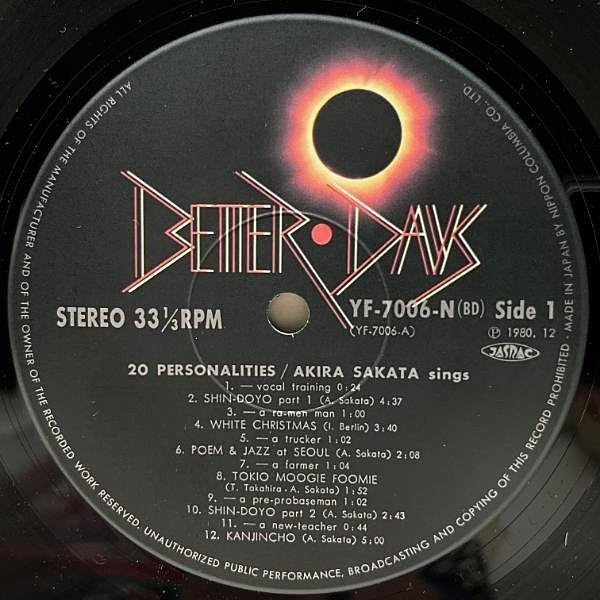 BETTER DAYS
STEREO 33 1/3 RPM
YF-7006-N (BD) Side 1
(YF-7006-A)
Ⓟ 1980. 12
JASRAC
20 PERSONALITIES / AKIRA SAKATA sings
1. — vocal training 0:24
2. SHIN-DOYO part 1 (A. Sakata) 4:37
3. — a ra-men man 1:00
4. WHITE CHRISTMAS (I. Berlin) 3:40
5. — a trucker 1:02
6. POEM & JAZZ at SEOUL (A. Sakata) 2:08
7. — a farmer 1:04
8. TOKIO MOOGIE FOOMIE
(T. Takahira · A. Sakata) 1:52
9. — a pre-probaseman 1:02
10. SHIN-DOYO part 2 (A. Sakata) 2:43
11. — a new-teacher 0:44
12. KANJINCHO (A. Sakata) 5:00
ALL RIGHTS OF THE MANUFACTURER AND OF THE OWNER OF THE RECORDED WORK RESERVED. UNAUTHORIZED PUBLIC PERFORMANCE, BROADCASTING AND COPYING OF THIS RECORD PROHIBITED · MADE IN JAPAN BY NIPPON COLUMBIA CO., LTD.